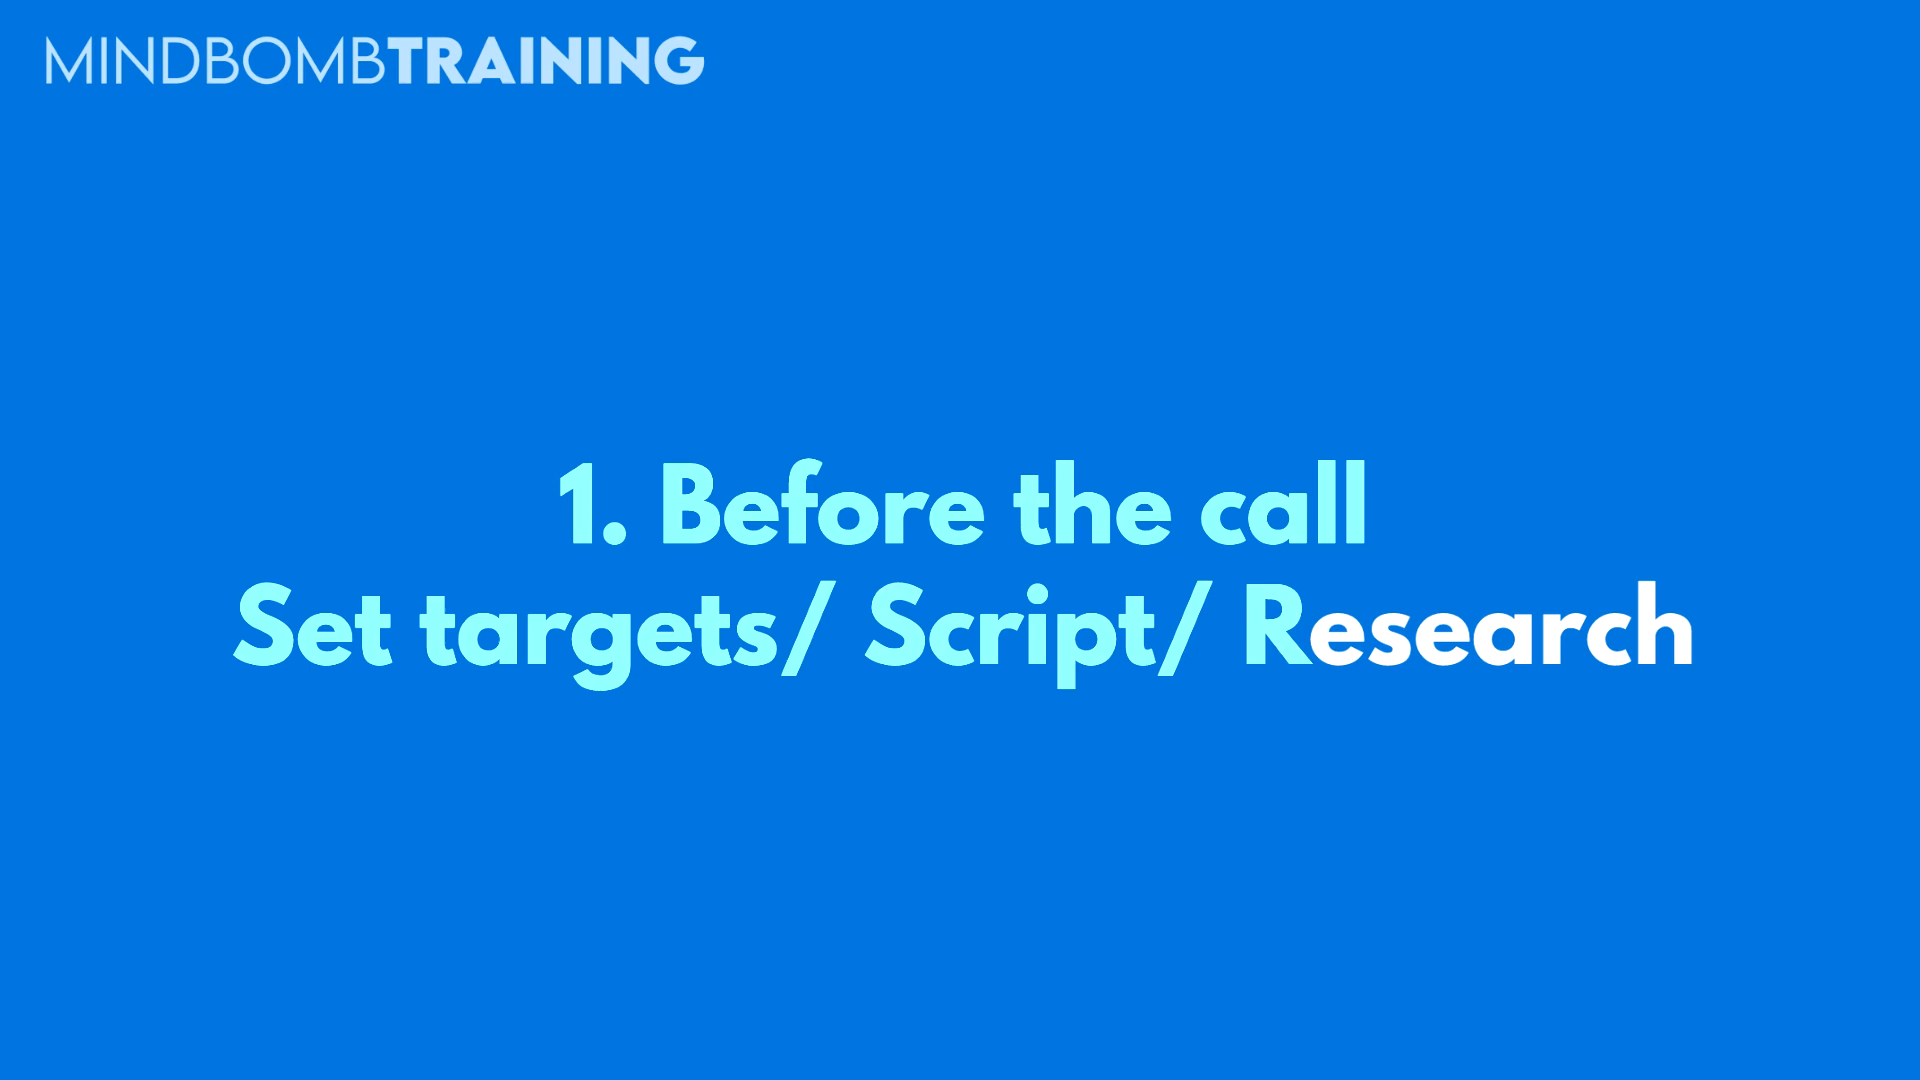 MINDBOMBTRAINING
1. Before the call
Set targets/ Script/ Research